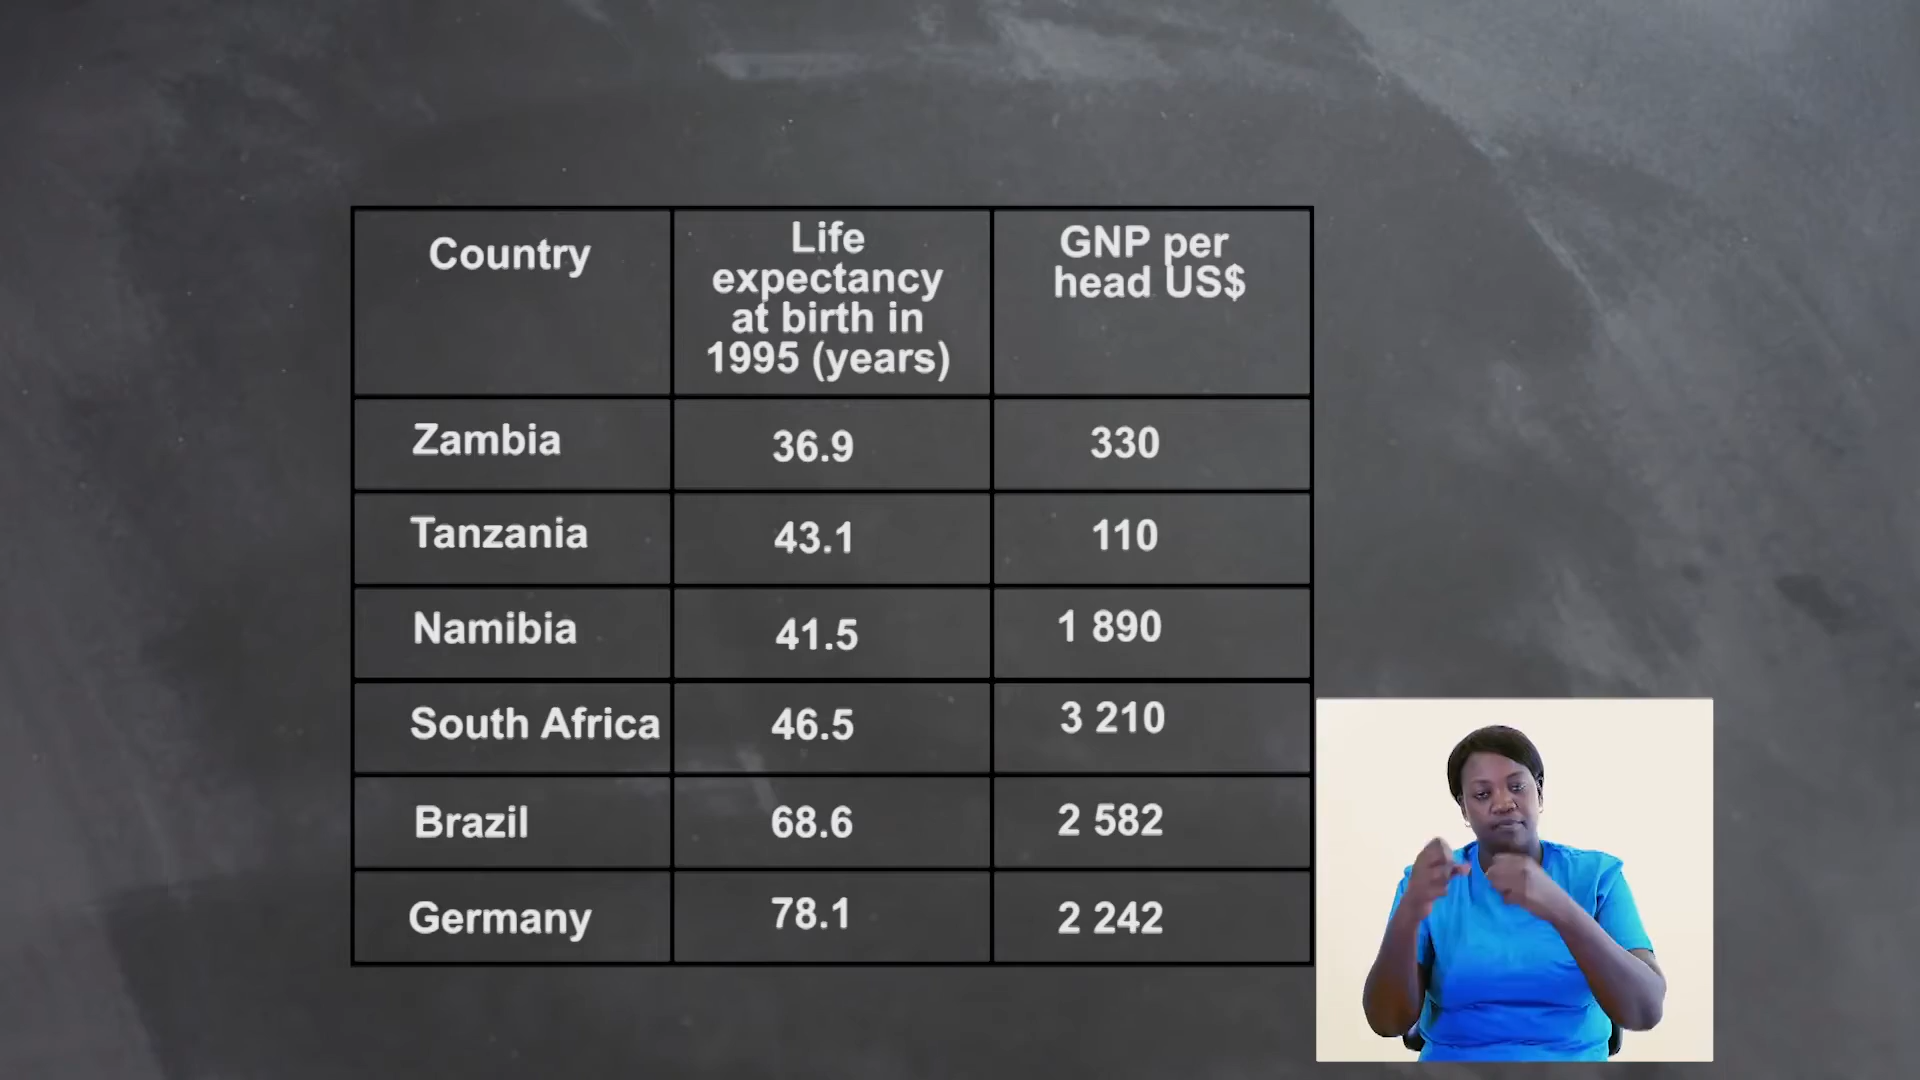 Country
Life
expectancy
at birth in
1995 (years)
GNP per
head US$
Zambia 36.9 330
Tanzania 43.1 110
Namibia 41.5 1 890
South Africa 46.5 3 210
Brazil 68.6 2 582
Germany 78.1 2 242